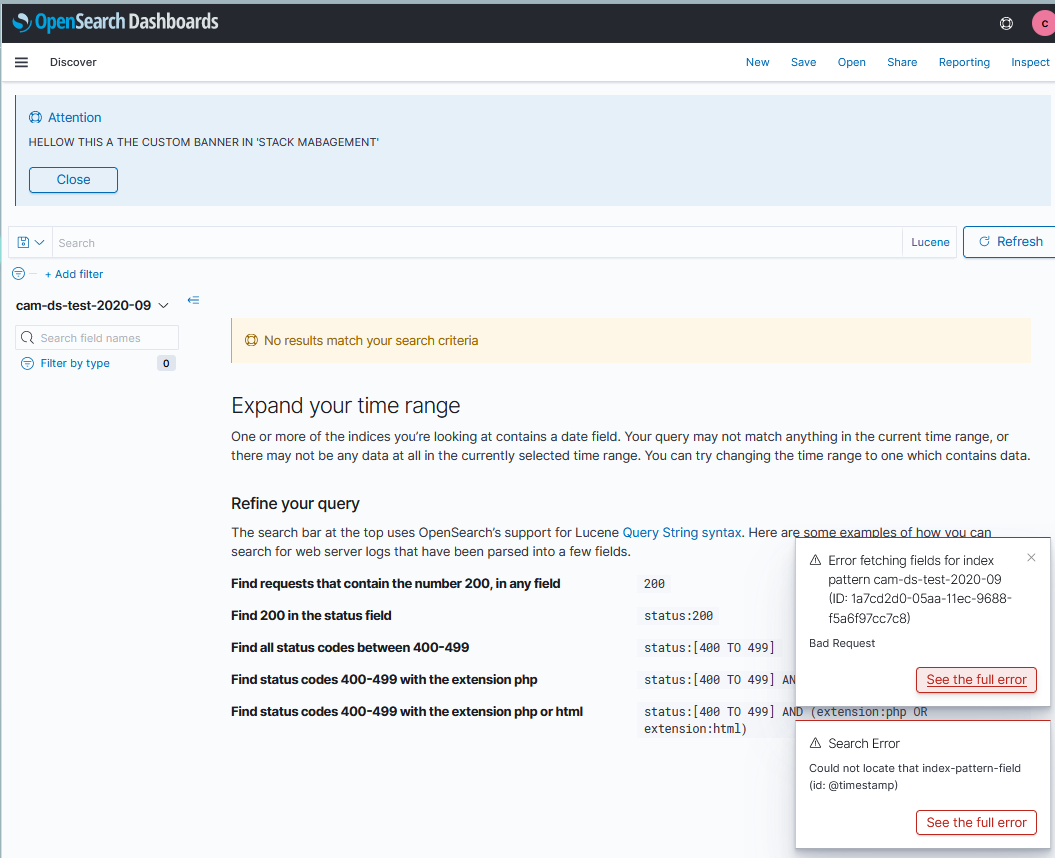 OpenSearch Dashboards
c
Discover
New Save Open Share Reporting Inspect
Attention
HELLOW THIS A THE CUSTOM BANNER IN 'STACK MABAGEMENT'
Close
Search
Lucene
Refresh
+ Add filter
cam-ds-test-2020-09
Search field names
Filter by type 0
No results match your search criteria
Expand your time range
One or more of the indices you’re looking at contains a date field. Your query may not match anything in the current time range, or
there may not be any data at all in the currently selected time range. You can try changing the time range to one which contains data.
Refine your query
The search bar at the top uses OpenSearch’s support for Lucene Query String syntax. Here are some examples of how you can
search for web server logs that have been parsed into a few fields.
Find requests that contain the number 200, in any field 200
Find 200 in the status field status:200
Find all status codes between 400-499 status:[400 TO 499]
Find status codes 400-499 with the extension php status:[400 TO 499] AN
Find status codes 400-499 with the extension php or html status:[400 TO 499] AND (extension:php OR
extension:html)
Error fetching fields for index
pattern cam-ds-test-2020-09
(ID: 1a7cd2d0-05aa-11ec-9688-
f5a6f97cc7c8)
Bad Request
See the full error
Search Error
Could not locate that index-pattern-field
(id: @timestamp)
See the full error